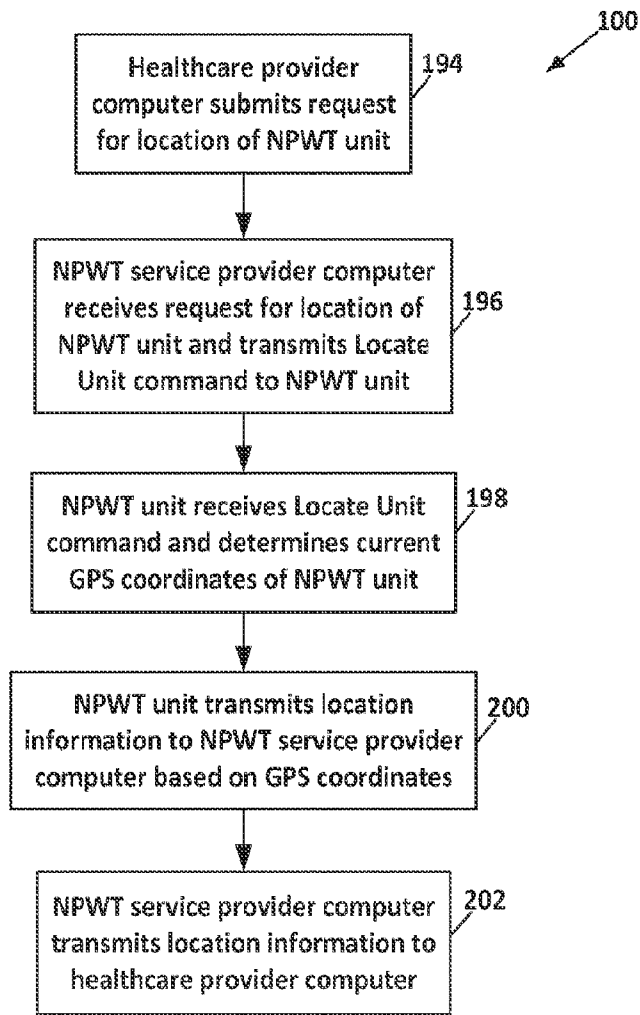 100
Healthcare provider
computer submits request
for location of NPWT unit
194
NPWT service provider computer
receives request for location of
NPWT unit and transmits Locate
Unit command to NPWT unit
196
NPWT unit receives Locate Unit
command and determines current
GPS coordinates of NPWT unit
198
NPWT unit transmits location
information to NPWT service provider
computer based on GPS coordinates
200
NPWT service provider computer
transmits location information to
healthcare provider computer
202